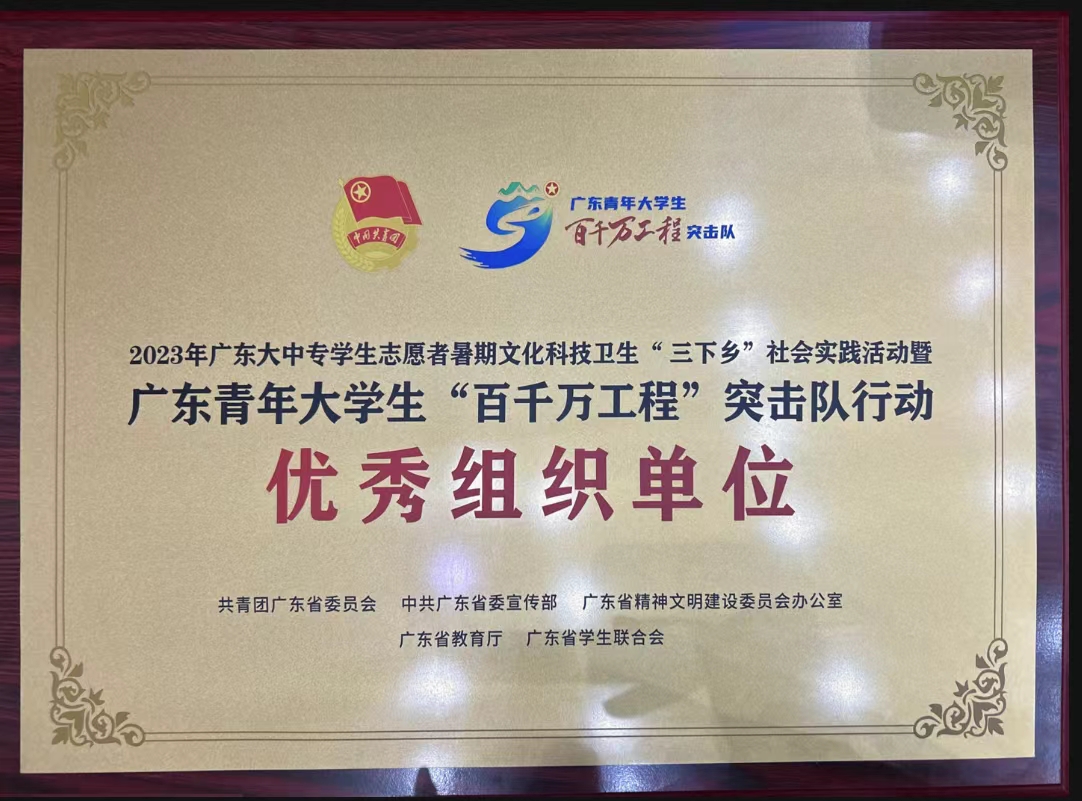 中国共青团
广东青年大学生
百千万工程突击队
2023年广东大中专学生志愿者暑期文化科技卫生“三下乡”社会实践活动暨
广东青年大学生“百千万工程”突击队行动
优秀组织单位
共青团广东省委员会 中共广东省委宣传部 广东省精神文明建设委员会办公室
广东省教育厅 广东省学生联合会